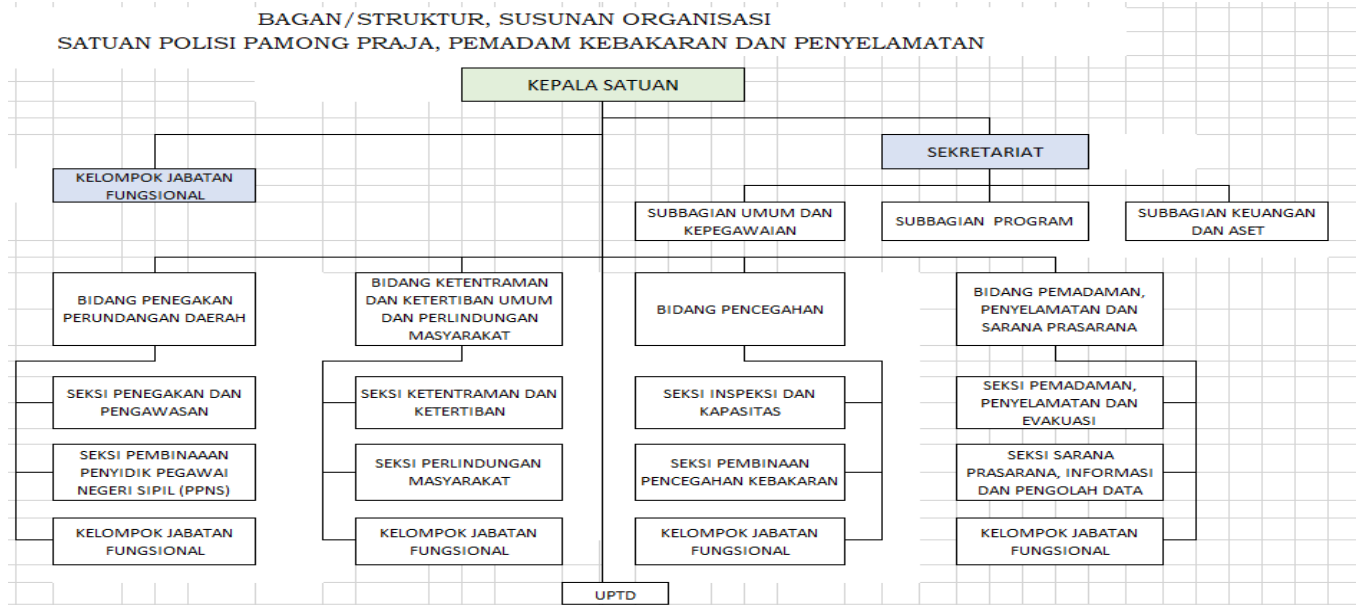 BAGAN/STRUKTUR, SUSUNAN ORGANISASI
SATUAN POLISI PAMONG PRAJA, PEMADAM KEBAKARAN DAN PENYELAMATAN
KEPALA SATUAN
SEKRETARIAT
KELOMPOK JABATAN
FUNGSIONAL
SUBBAGIAN UMUM DAN
KEPEGAWAIAN
SUBBAGIAN PROGRAM
SUBBAGIAN KEUANGAN
DAN ASET
BIDANG PENEGAKAN
PERUNDANGAN DAERAH
BIDANG KETENTRAMAN
DAN KETERTIBAN UMUM
DAN PERLINDUNGAN
MASYARAKAT
BIDANG PENCEGAHAN
BIDANG PEMADAMAN,
PENYELAMATAN DAN
SARANA PRASARANA
SEKSI PENEGAKAN DAN
PENGAWASAN
SEKSI KETENTRAMAN DAN
KETERTIBAN
SEKSI INSPEKSI DAN
KAPASITAS
SEKSI PEMADAMAN,
PENYELAMATAN DAN
EVAKUASI
SEKSI PEMBINAAAN
PENYIDIK PEGAWAI
NEGERI SIPIL (PPNS)
SEKSI PERLINDUNGAN
MASYARAKAT
SEKSI PEMBINAAN
PENCEGAHAN KEBAKARAN
SEKSI SARANA
PRASARANA, INFORMASI
DAN PENGOLAH DATA
KELOMPOK JABATAN
FUNGSIONAL
KELOMPOK JABATAN
FUNGSIONAL
KELOMPOK JABATAN
FUNGSIONAL
KELOMPOK JABATAN
FUNGSIONAL
UPTD